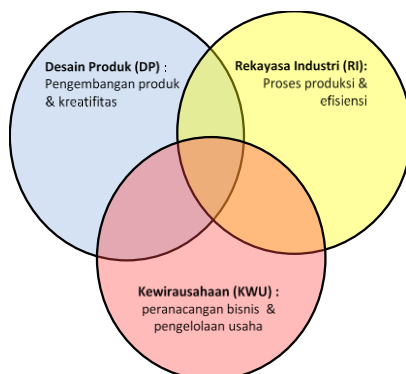 Desain Produk (DP) :
Pengembangan produk
& kreatifitas
Rekayasa Industri (RI):
Proses produksi &
efisiensi
Kewirausahaan (KWU) :
peranacangan bisnis &
pengelolaan usaha